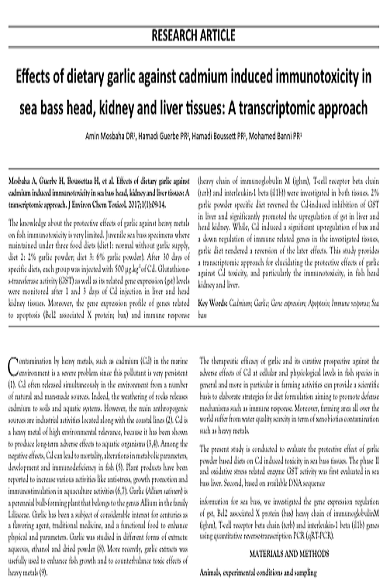 RESEARCH ARTICLE
Effects of dietary garlic against cadmium induced immunotoxicity in
sea bass head, kidney and liver tissues: A transcriptomic approach
Amin Mosbaha DR¹, Hamadi Guerbe PR², Hamadi Boussett PR³, Mohamed Banni PR¹
Mosbaha A, Guerbe H, Boussettaa H, et al. Effects of dietary garlic against
cadmium induced immunotoxicity in sea bass head, kidney and liver tissues: A
transcriptomic approach. J Environ Chem Toxicol. 2017;1(1):09-14.
The knowledge about the protective effects of garlic against heavy metals
on fish immunotoxicity is very limited. Juvenile sea bass specimens where
maintained under three food diets (diet1: normal without garlic supply,
diet 2: 2% garlic powder; diet 3: 6% garlic powder). After 30 days of
specific diets, each group was injected with 500 µg kg⁻¹ of Cd. Glutathione-
s-transferase activity (GST) as well as its related gene expression (gst) levels
were monitored after 1 and 3 days of Cd injection in liver and head
kidney tissues. Moreover, the gene expression profile of genes related
to apoptosis (Bcl2 associated X protein; bax) and immune response
(heavy chain of immunoglobulin M (ighm), T-cell receptor beta chain
(tcrb) and interleukin-1 beta (il1b)) were investigated in both tissues. 2%
garlic powder specific diet reversed the Cd-induced inhibition of GST
in liver and significantly promoted the upregulation of gst in liver and
head kidney. While, Cd induced a significant upregulation of bax and
a down regulation of immune related genes in the investigated tissues,
garlic diet rendered a reversion of the later effects. This study provides
a transcriptomic approach for elucidating the protective effects of garlic
against Cd toxicity, and particularly the immunotoxicity, in fish head
kidney and liver.
Key Words: Cadmium; Garlic; Gene expression; Apoptosis; Immune response; Sea
bass
Contamination by heavy metals, such as cadmium (Cd) in the marine
environment is a severe problem since this pollutant is very persistent
(1). Cd often released simultaneously in the environment from a number
of natural and man-made sources. Indeed, the weathering of rocks releases
cadmium to soils and aquatic systems. However, the main anthropogenic
sources are industrial activities located along with the coastal lines (2). Cd is
a heavy metal of high environmental relevance, because it has been shown
to produce long-term adverse effects to aquatic organisms (3,4). Among the
negative effects, Cd can lead to mortality, alterations in metabolic parameters,
development and immunodeficiency in fish (5). Plant products have been
reported to increase various activities like antistress, growth promotion and
immunostimulation in aquaculture activities (6,7). Garlic (Allium sativum) is
a perennial bulb-forming plant that belongs to the genus Allium in the family
Liliaceae. Garlic has been a subject of considerable interest for centuries as
a flavoring agent, traditional medicine, and a functional food to enhance
physical and parameters. Garlic was studied in different forms of extracts:
aqueous, ethanol and dried powder (8). More recently, garlic extracts were
usefully used to enhance fish growth and to counterbalance toxic effects of
heavy metals (9).
The therapeutic efficacy of garlic and its curative prospective against the
adverse effects of Cd at cellular and physiological levels in fish species in
general and more in particular in farming activities can provide a scientific
basis to elaborate strategies for diet formulation aiming to promote defense
mechanisms such as immune response. Moreover, farming areas all over the
world suffer from water quality scarcity in term of xenobiotics contamination
such as heavy metals.
The present study is conducted to evaluate the protective effect of garlic
powder based diets on Cd induced toxicity in sea bass tissues. The phase II
and oxidative stress related enzyme GST activity was first evaluated in sea
bass liver. Second, based on available DNA sequence
information for sea bass, we investigated the gene expression regulation
of gst, Bcl2 associated X protein (bax) heavy chain of immunoglobulinM
(ighm), T-cell receptor beta chain (tcrb) and interleukin-1 beta (il1b) genes
using quantitative reversetranscription PCR (qRT-PCR).
MATERIALS AND METHODS
Animals, experimental conditions and sampling